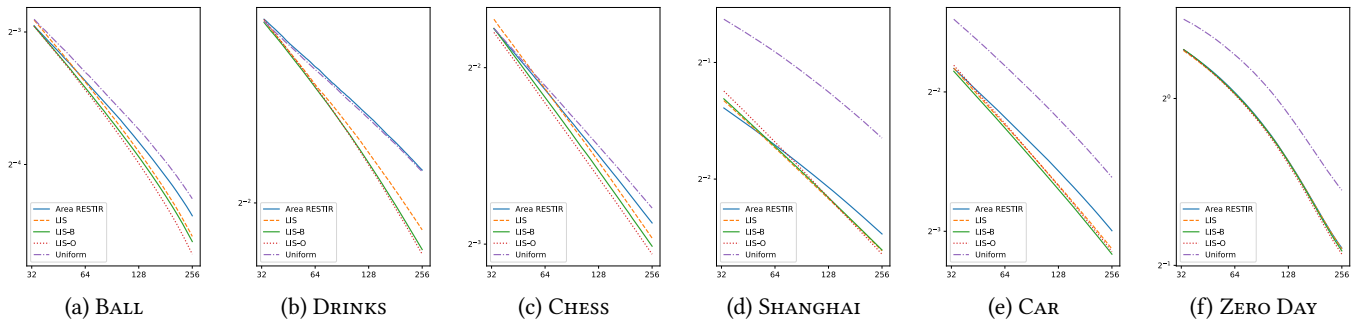 2⁻³
2⁻⁴
Area RESTIR
LIS
LIS-B
LIS-O
Uniform
32 64 128 256
(a) Ball
2⁻²
Area RESTIR
LIS
LIS-B
LIS-O
Uniform
32 64 128 256
(b) Drinks
2⁻²
2⁻³
Area RESTIR
LIS
LIS-B
LIS-O
Uniform
32 64 128 256
(c) Chess
2⁻¹
2⁻²
Area RESTIR
LIS
LIS-B
LIS-O
Uniform
32 64 128 256
(d) Shanghai
2⁻²
2⁻³
Area RESTIR
LIS
LIS-B
LIS-O
Uniform
32 64 128 256
(e) Car
2⁰
2⁻¹
Area RESTIR
LIS
LIS-B
LIS-O
Uniform
32 64 128 256
(f) Zero Day